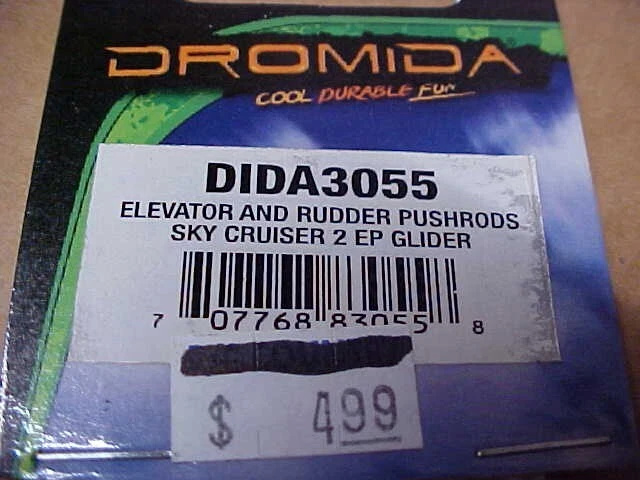 DROMIDA
COOL DURABLE FUN
DIDA3055
ELEVATOR AND RUDDER PUSHRODS
SKY CRUISER 2 EP GLIDER
7 07768 83055 8
$ 499